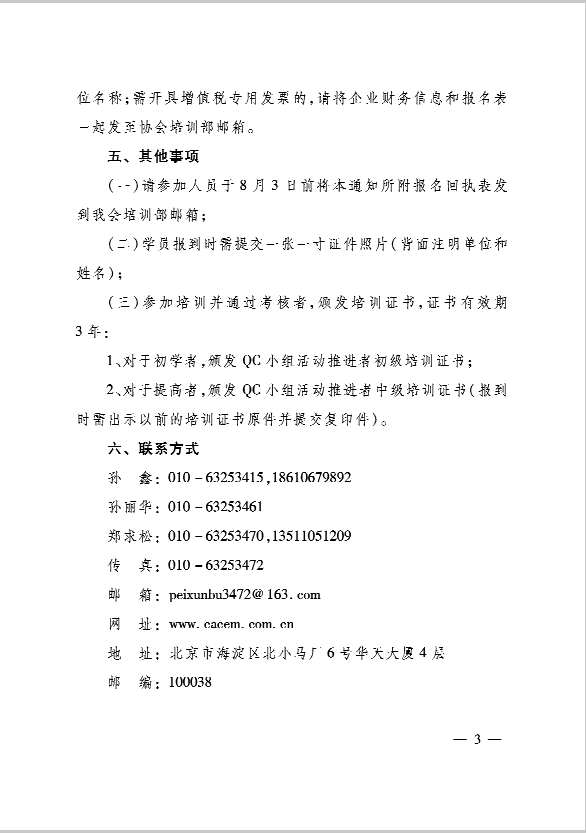 位名称;需开具增值税专用发票的,请将企业财务信息和报名表
一起发至协会培训部邮箱。
五、其他事项
(一)请参加人员于 8 月 3 日前将本通知所附报名回执表发
到我会培训部邮箱;
(二)学员报到时需提交一张一寸证件照片(背面注明单位和
姓名);
(三)参加培训并通过考核者,颁发培训证书,证书有效期
3 年:
1、对于初学者,颁发 QC 小组活动推进者初级培训证书;
2、对于提高者,颁发 QC 小组活动推进者中级培训证书(报到
时需出示以前的培训证书原件并提交复印件)。
六、联系方式
孙 鑫: 010 - 63253415,18610679892
孙丽华: 010 - 63253461
郑求松: 010 - 63253470,13511051209
传 真: 010 - 63253472
邮 箱: peixunbu3472@163.com
网 址: www.cacem.com.cn
地 址: 北京市海淀区北小马厂 6 号华天大厦 4 层
邮 编: 100038
— 3 —